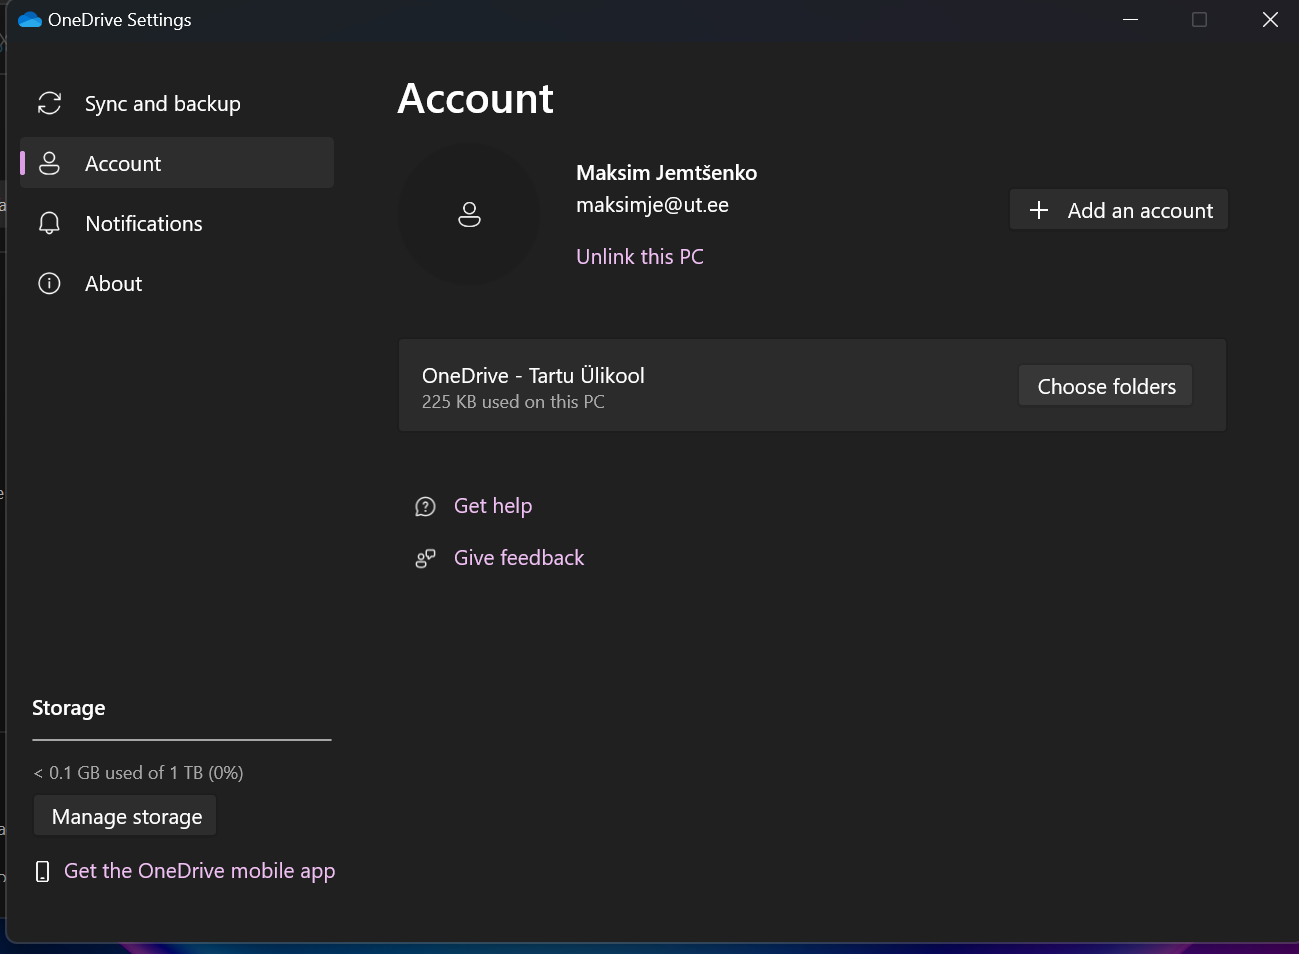 OneDrive Settings
Sync and backup
Account
Notifications
About
Account
Maksim Jemtšenko
maksimje@ut.ee
Unlink this PC
Add an account
OneDrive - Tartu Ülikool
225 KB used on this PC
Choose folders
Get help
Give feedback
Storage
< 0.1 GB used of 1 TB (0%)
Manage storage
Get the OneDrive mobile app